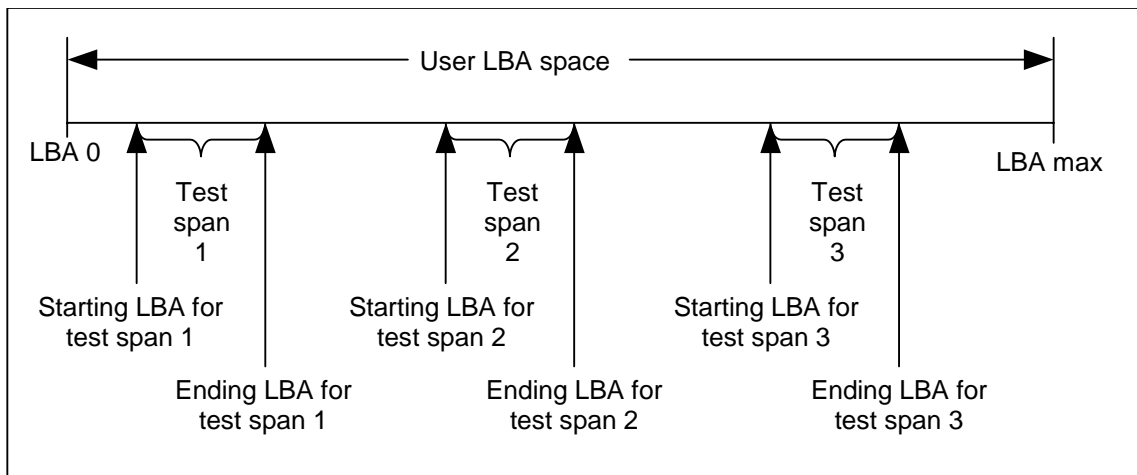 User LBA space
LBA 0
LBA max
Test
span
1
Test
span
2
Test
span
3
Starting LBA for
test span 1
Starting LBA for
test span 2
Starting LBA for
test span 3
Ending LBA for
test span 1
Ending LBA for
test span 2
Ending LBA for
test span 3